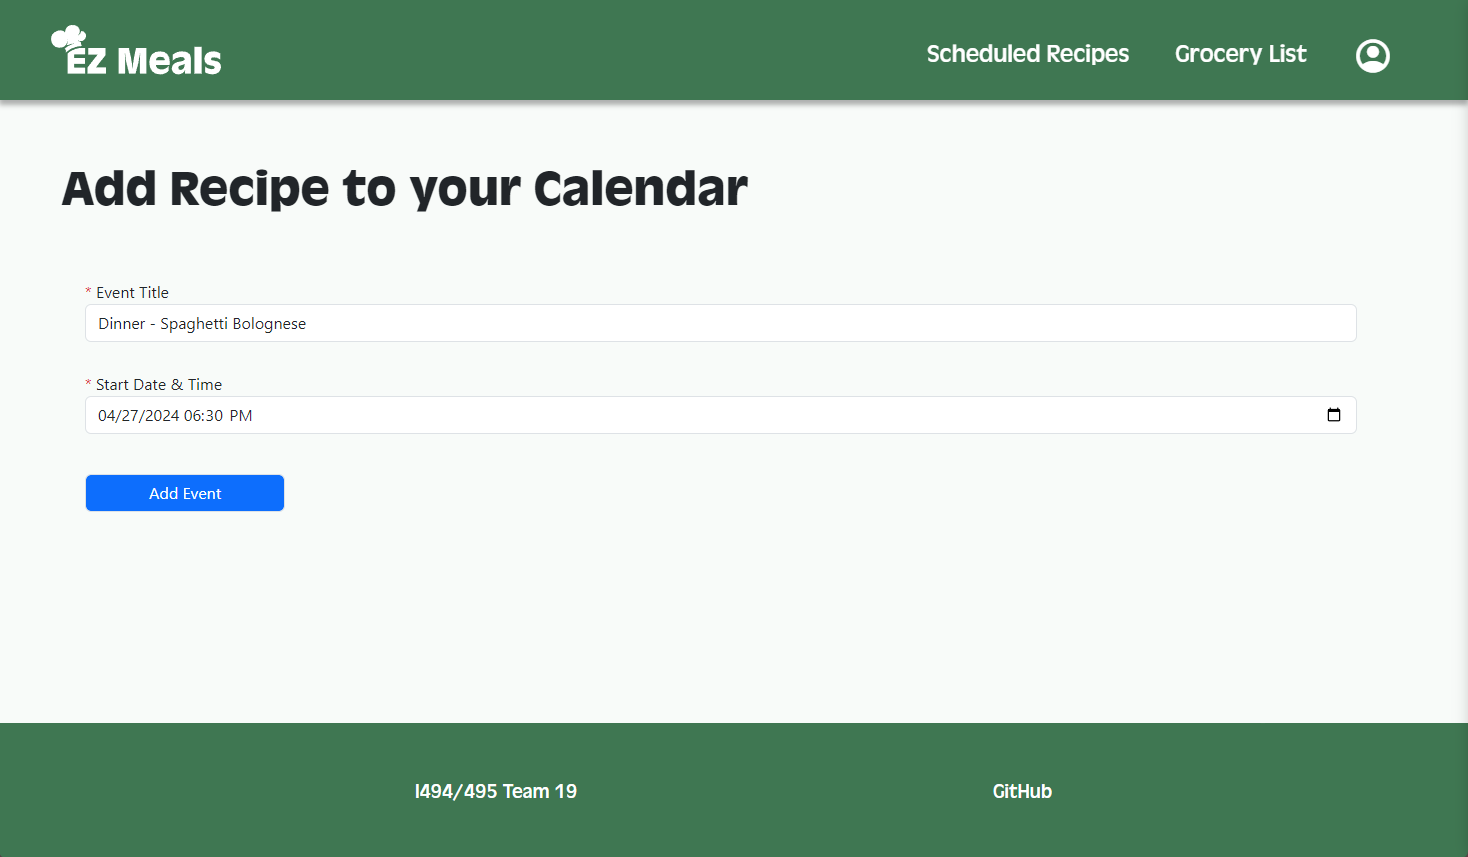 EZ Meals
Scheduled Recipes
Grocery List
Add Recipe to your Calendar
* Event Title
Dinner - Spaghetti Bolognese
* Start Date & Time
04/27/2024 06:30 PM
Add Event
I494/495 Team 19
GitHub